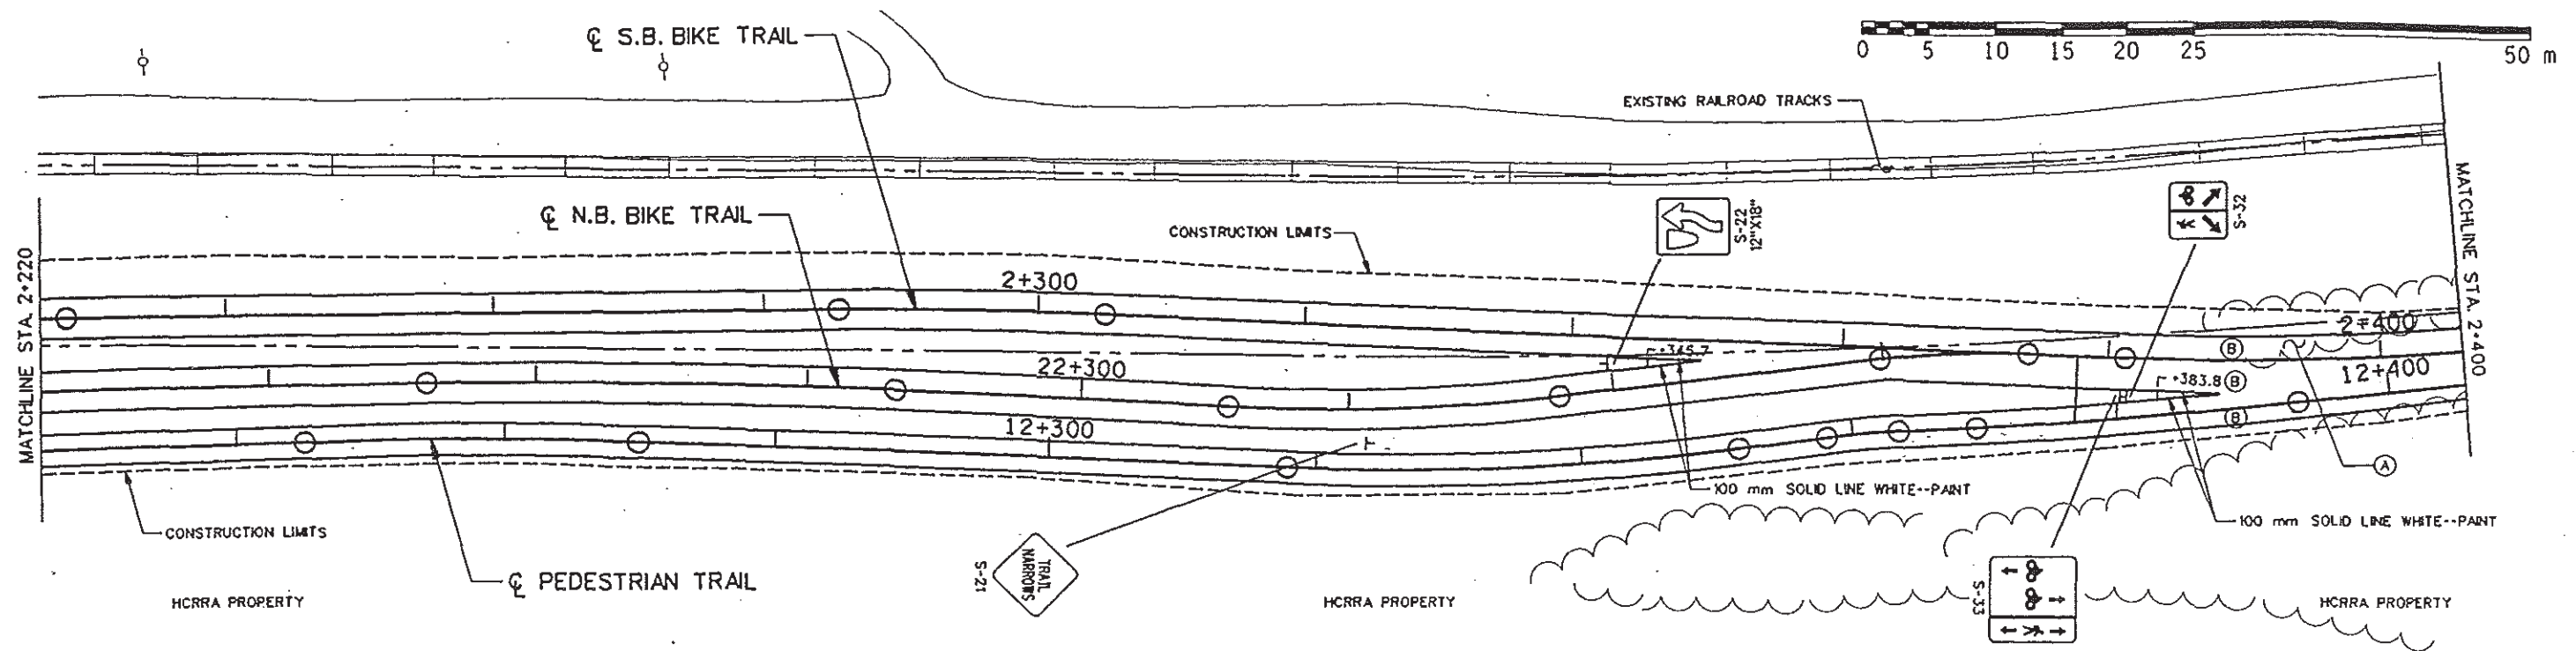 ℄ S.B. BIKE TRAIL
0 5 10 15 20 25 50 m
EXISTING RAILROAD TRACKS
℄ N.B. BIKE TRAIL
CONSTRUCTION LIMITS
S-22
12"X18"
S-32
MATCHLINE STA. 2+220
MATCHLINE STA. 2+400
2+300
2+400
+345.7
B
22+300
12+400
+383.8 B
B
12+300
A
100 mm SOLID LINE WHITE--PAINT
100 mm SOLID LINE WHITE--PAINT
CONSTRUCTION LIMITS
TRAIL
NARROWS
S-21
℄ PEDESTRIAN TRAIL
S-33
HCRRA PROPERTY
HCRRA PROPERTY
HCRRA PROPERTY